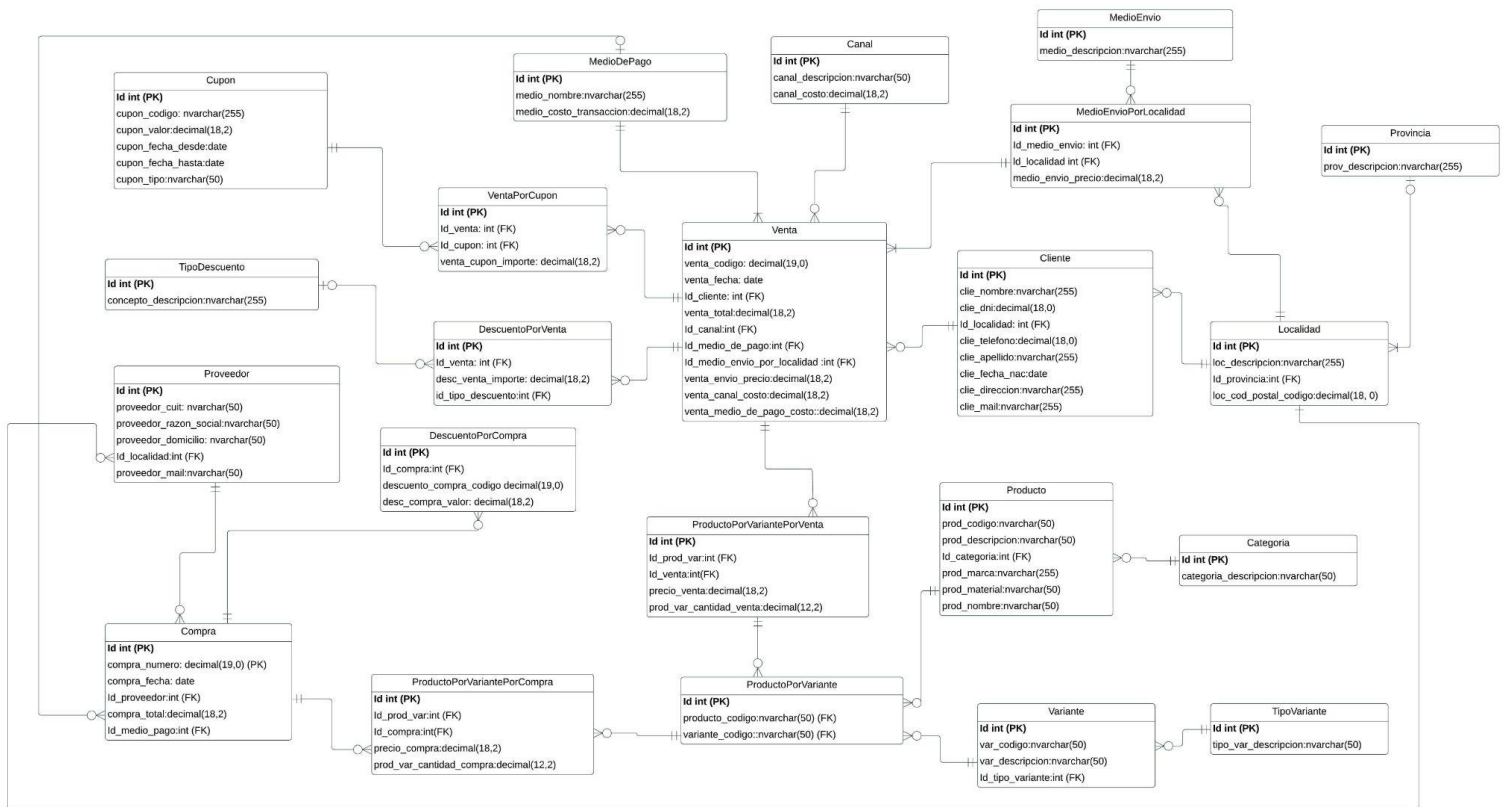 MedioEnvio
Id int (PK)
medio_descripcion:nvarchar(255)
Canal
Id int (PK)
canal_descripcion:nvarchar(50)
canal_costo:decimal(18,2)
MedioDePago
Id int (PK)
medio_nombre:nvarchar(255)
medio_costo_transaccion:decimal(18,2)
Cupon
Id int (PK)
cupon_codigo: nvarchar(255)
cupon_valor:decimal(18,2)
cupon_fecha_desde:date
cupon_fecha_hasta:date
cupon_tipo:nvarchar(50)
MedioEnvioPorLocalidad
Id int (PK)
Id_medio_envio: int (FK)
Id_localidad int (FK)
medio_envio_precio:decimal(18,2)
Provincia
Id int (PK)
prov_descripcion:nvarchar(255)
VentaPorCupon
Id int (PK)
Id_venta: int (FK)
Id_cupon: int (FK)
venta_cupon_importe: decimal(18,2)
Venta
Id int (PK)
venta_codigo: decimal(19,0)
venta_fecha: date
Id_cliente: int (FK)
venta_total:decimal(18,2)
Id_canal:int (FK)
Id_medio_de_pago:int (FK)
Id_medio_envio_por_localidad :int (FK)
venta_envio_precio:decimal(18,2)
venta_canal_costo:decimal(18,2)
venta_medio_de_pago_costo::decimal(18,2)
Cliente
Id int (PK)
clie_nombre:nvarchar(255)
clie_dni:decimal(18,0)
Id_localidad: int (FK)
clie_telefono:decimal(18,0)
clie_apellido:nvarchar(255)
clie_fecha_nac:date
clie_direccion:nvarchar(255)
clie_mail:nvarchar(255)
TipoDescuento
Id int (PK)
concepto_descripcion:nvarchar(255)
DescuentoPorVenta
Id int (PK)
Id_venta: int (FK)
desc_venta_importe: decimal(18,2)
id_tipo_descuento:int (FK)
Localidad
Id int (PK)
loc_descripcion:nvarchar(255)
Id_provincia:int (FK)
loc_cod_postal_codigo:decimal(18, 0)
Proveedor
Id int (PK)
proveedor_cuit: nvarchar(50)
proveedor_razon_social:nvarchar(50)
proveedor_domicilio: nvarchar(50)
Id_localidad:int (FK)
proveedor_mail:nvarchar(50)
DescuentoPorCompra
Id int (PK)
Id_compra:int (FK)
descuento_compra_codigo decimal(19,0)
desc_compra_valor: decimal(18,2)
Producto
Id int (PK)
prod_codigo:nvarchar(50)
prod_descripcion:nvarchar(50)
Id_categoria:int (FK)
prod_marca:nvarchar(255)
prod_material:nvarchar(50)
prod_nombre:nvarchar(50)
ProductoPorVariantePorVenta
Id int (PK)
Id_prod_var:int (FK)
Id_venta:int(FK)
precio_venta:decimal(18,2)
prod_var_cantidad_venta:decimal(12,2)
Categoria
Id int (PK)
categoria_descripcion:nvarchar(50)
Compra
Id int (PK)
compra_numero: decimal(19,0) (PK)
compra_fecha: date
Id_proveedor:int (FK)
compra_total:decimal(18,2)
Id_medio_pago:int (FK)
ProductoPorVariantePorCompra
Id int (PK)
Id_prod_var:int (FK)
Id_compra:int(FK)
precio_compra:decimal(18,2)
prod_var_cantidad_compra:decimal(12,2)
ProductoPorVariante
Id int (PK)
producto_codigo:nvarchar(50) (FK)
variante_codigo::nvarchar(50) (FK)
Variante
Id int (PK)
var_codigo:nvarchar(50)
var_descripcion:nvarchar(50)
Id_tipo_variante:int (FK)
TipoVariante
Id int (PK)
tipo_var_descripcion:nvarchar(50)